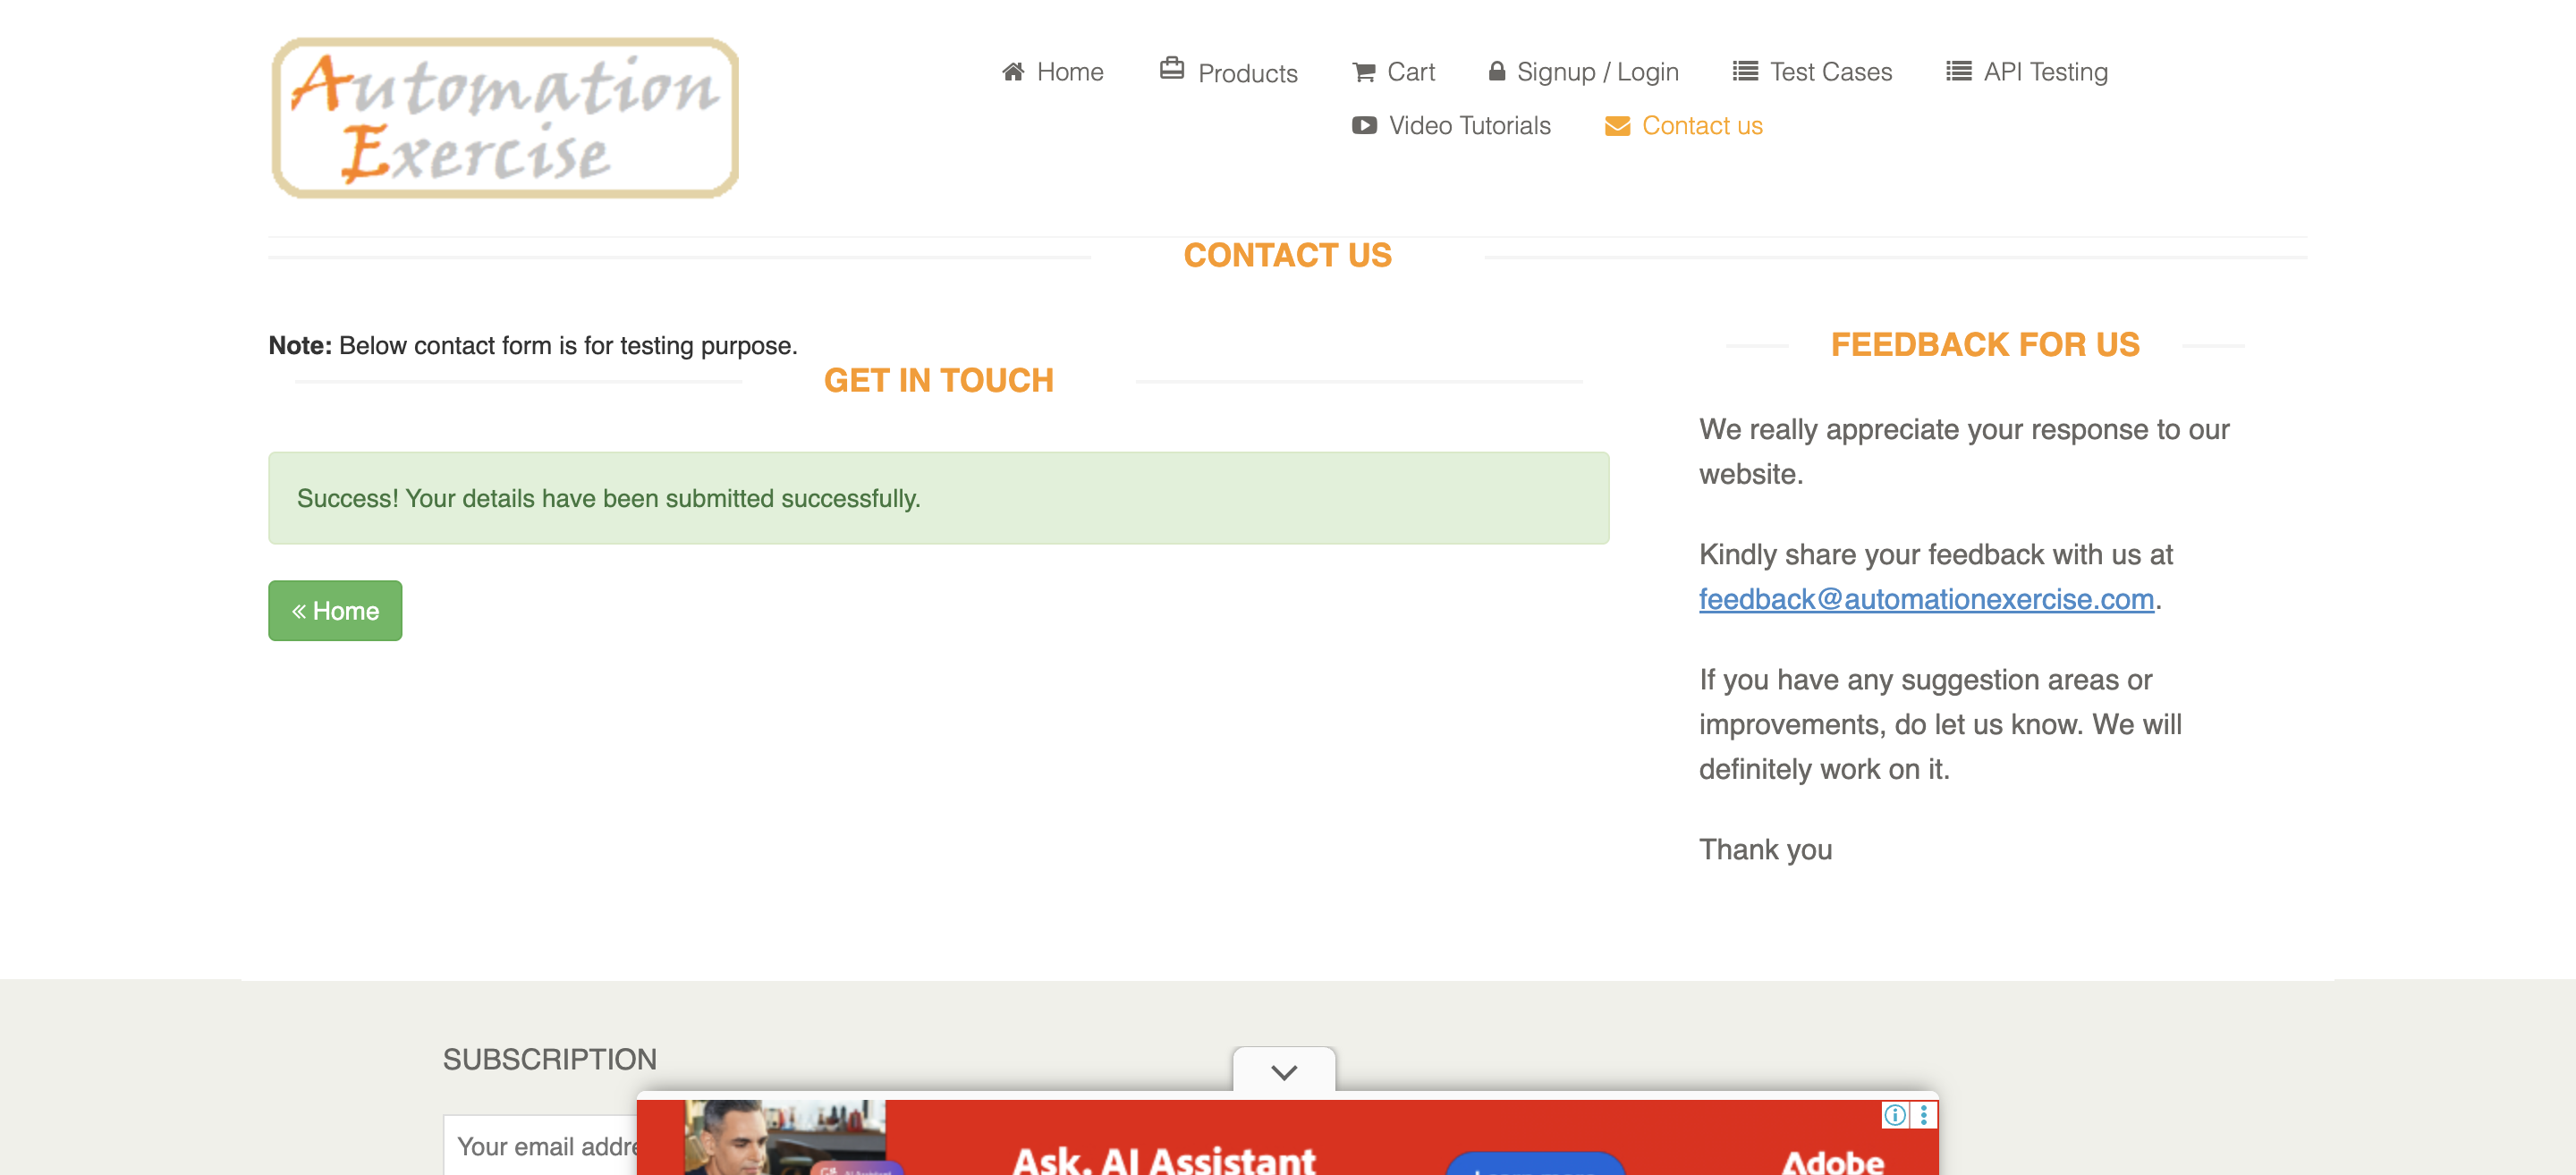 Automation
Exercise
Home
Products
Cart
Signup / Login
Test Cases
API Testing
Video Tutorials
Contact us
CONTACT US
Note: Below contact form is for testing purpose.
GET IN TOUCH
Success! Your details have been submitted successfully.
« Home
FEEDBACK FOR US
We really appreciate your response to our
website.
Kindly share your feedback with us at
feedback@automationexercise.com.
If you have any suggestion areas or
improvements, do let us know. We will
definitely work on it.
Thank you
SUBSCRIPTION
Your email addre
Ask. AI Assistant
Adobe